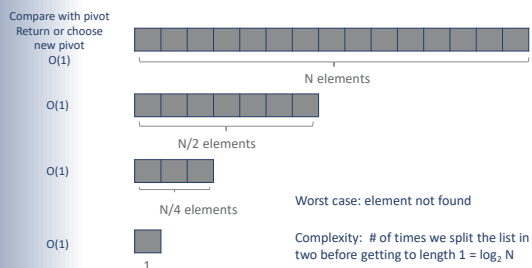 Compare with pivot
Return or choose
new pivot
O(1)
N elements
O(1)
N/2 elements
O(1)
N/4 elements
Worst case: element not found
O(1)
Complexity:  # of times we split the list in
two before getting to length 1 = log₂ N
1